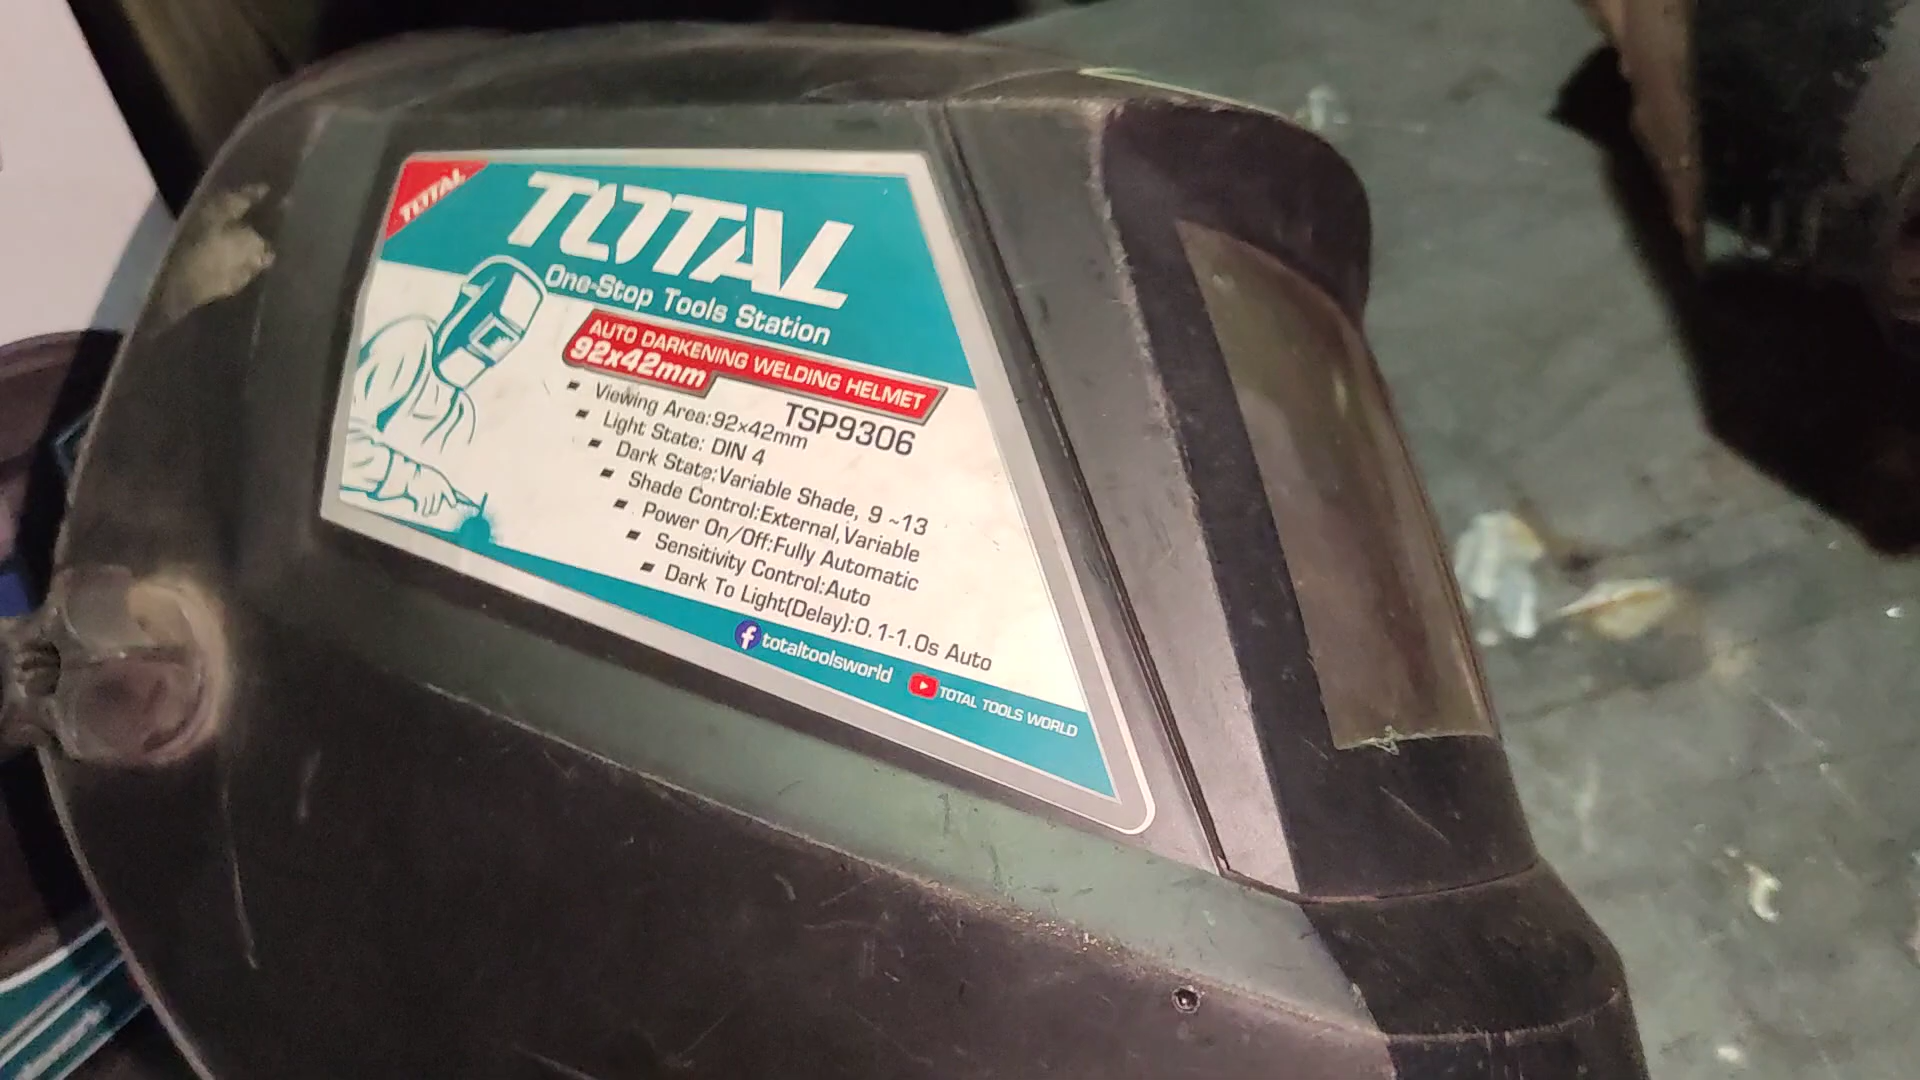 TOTAL
TOTAL
One-Stop Tools Station
AUTO DARKENING WELDING HELMET
92x42mm
TSP9306
Viewing Area:92x42mm
Light State: DIN 4
Dark State:Variable Shade, 9 ~13
Shade Control:External,Variable
Power On/Off:Fully Automatic
Sensitivity Control:Auto
Dark To Light(Delay):0.1-1.0s Auto
totaltoolsworld
TOTAL TOOLS WORLD